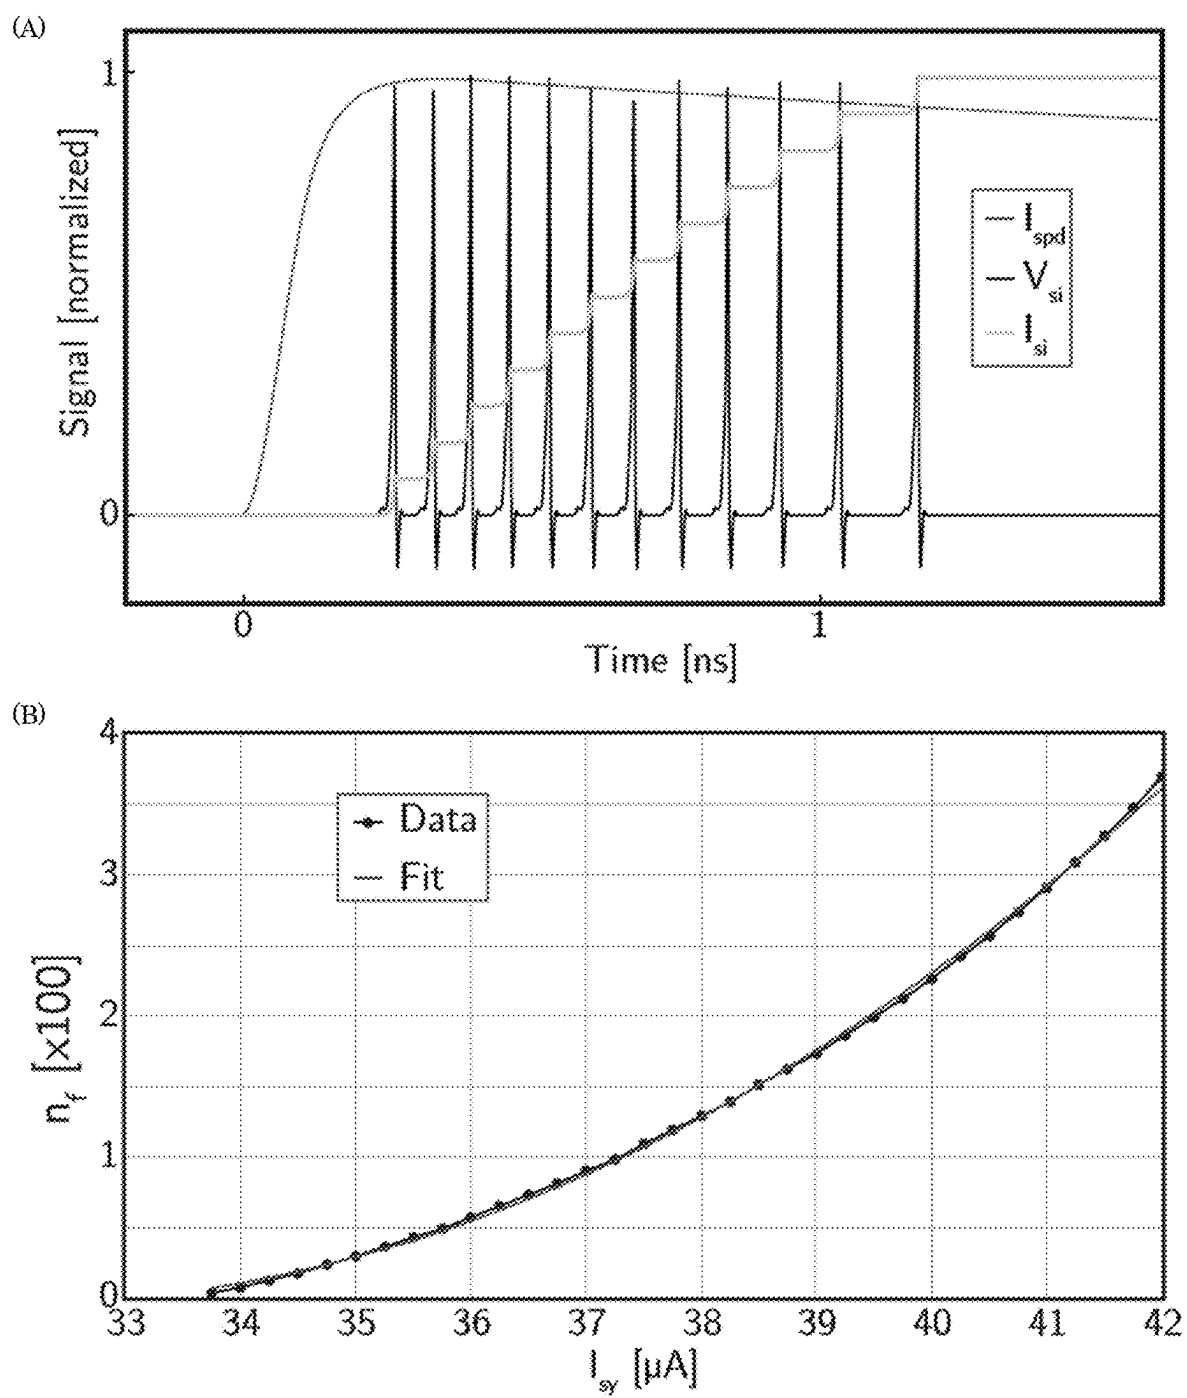 (A)
1
0
Signal [normalized]
I_spd
V_si
I_si
0 1
Time [ns]
(B)
4
3
2
1
0
n_f [x100]
Data
Fit
33 34 35 36 37 38 39 40 41 42
I_sy [μA]